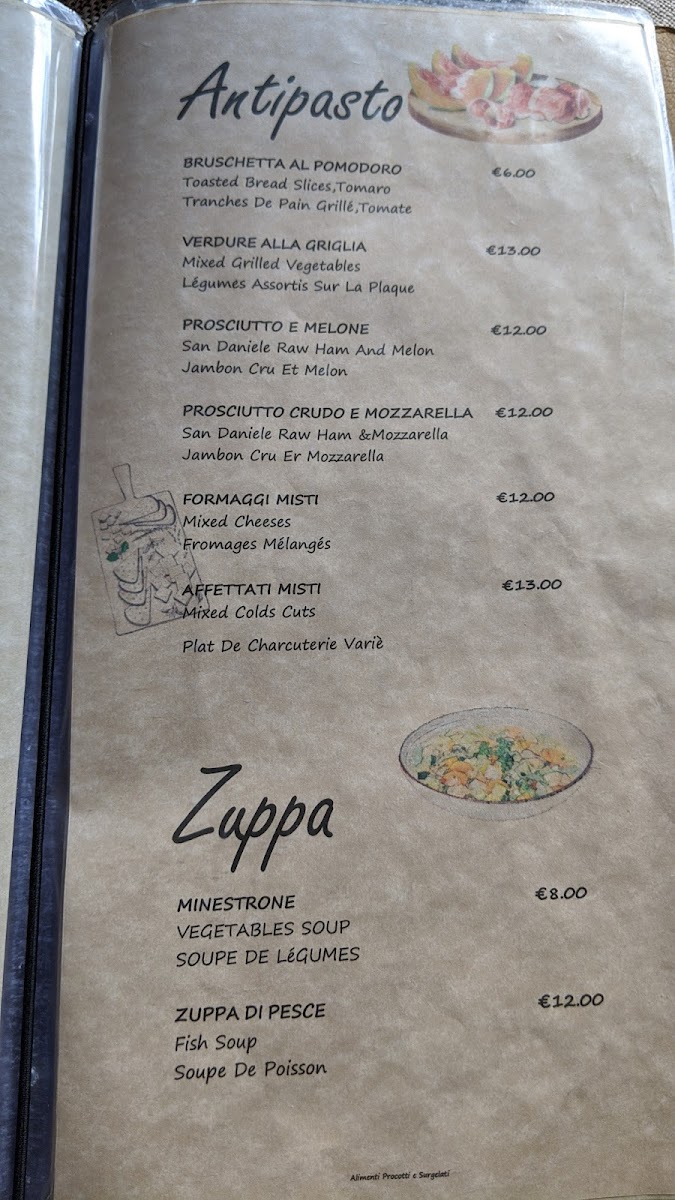 Antipasto
BRUSCHETTA AL POMODORO €6.00
Toasted Bread Slices,Tomaro
Tranches De Pain Grillé,Tomate
VERDURE ALLA GRIGLIA €13.00
Mixed Grilled Vegetables
Légumes Assortis Sur La Plaque
PROSCIUTTO E MELONE €12.00
San Daniele Raw Ham And Melon
Jambon Cru Et Melon
PROSCIUTTO CRUDO E MOZZARELLA €12.00
San Daniele Raw Ham &Mozzarella
Jambon Cru Er Mozzarella
FORMAGGI MISTI €12.00
Mixed Cheeses
Fromages Mélangés
AFFETTATI MISTI €13.00
Mixed Colds Cuts
Plat De Charcuterie Variè
Zuppa
MINESTRONE €8.00
VEGETABLES SOUP
SOUPE DE LéGUMES
ZUPPA DI PESCE €12.00
Fish Soup
Soupe De Poisson
Alimenti Procotti e Surgelati